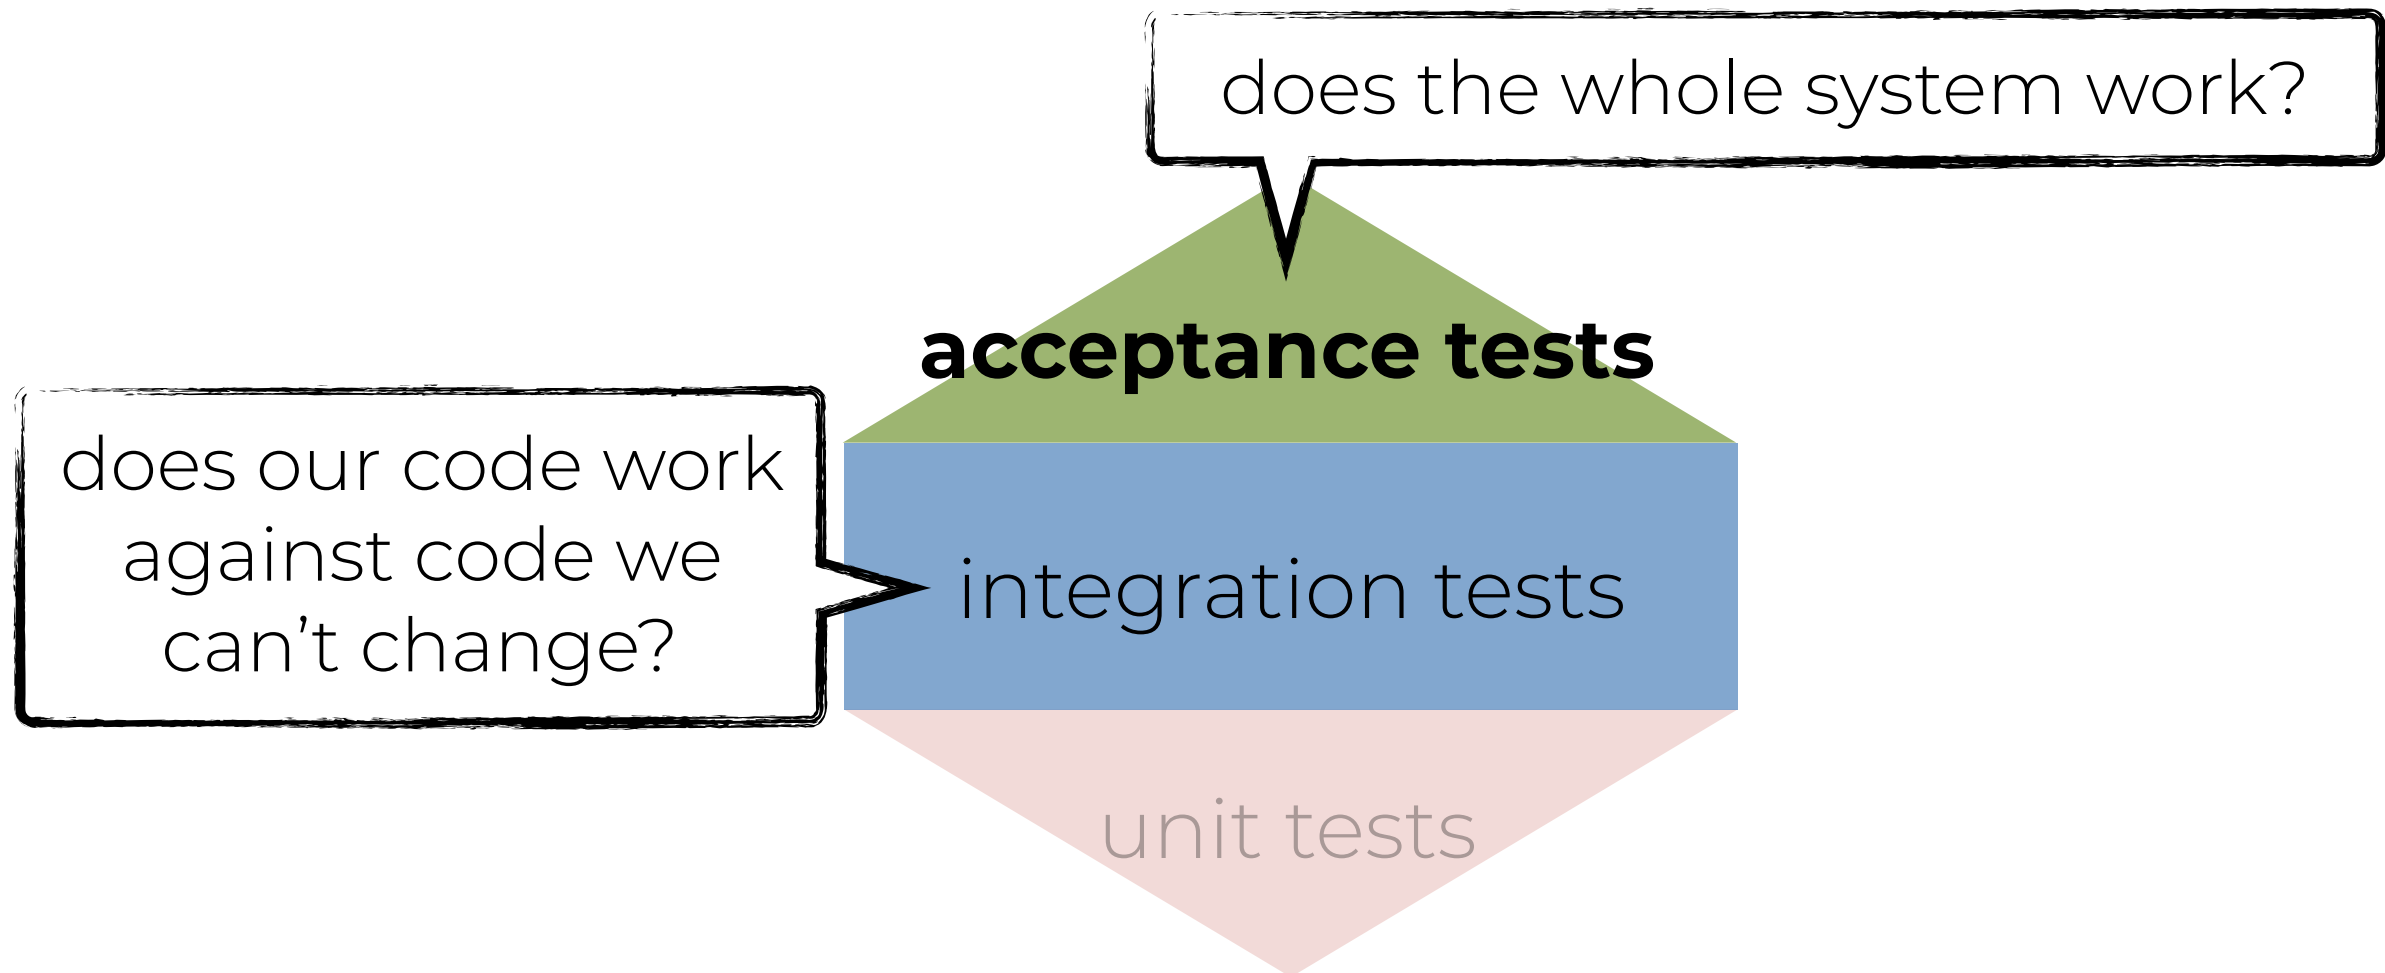 does the whole system work?
acceptance tests
does our code work
against code we
can’t change?
integration tests
unit tests